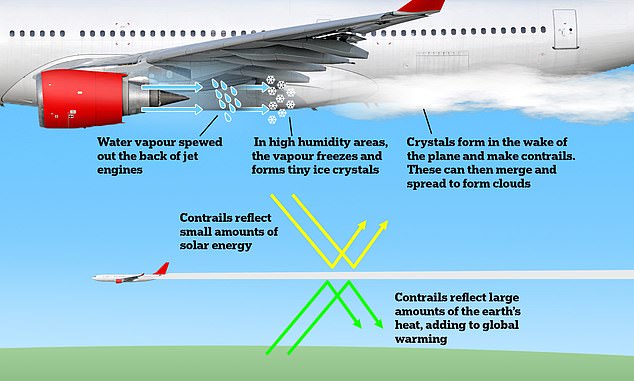 Water vapour spewed
out the back of jet
engines
In high humidity areas,
the vapour freezes and
forms tiny ice crystals
Crystals form in the wake of
the plane and make contrails.
These can then merge and
spread to form clouds
Contrails reflect
small amounts of
solar energy
Contrails reflect large
amounts of the earth's
heat, adding to global
warming